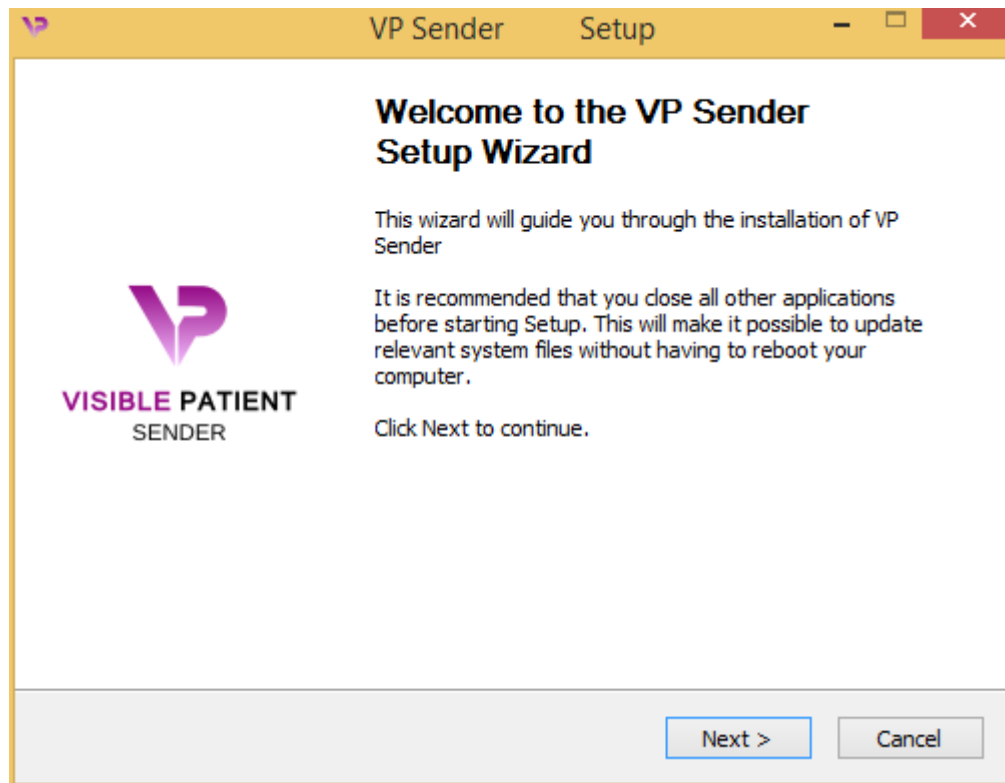 VP Sender Setup
Welcome to the VP Sender
Setup Wizard
This wizard will guide you through the installation of VP
Sender
It is recommended that you close all other applications
before starting Setup. This will make it possible to update
relevant system files without having to reboot your
computer.
Click Next to continue.
VP
VISIBLE PATIENT
SENDER
Next >
Cancel